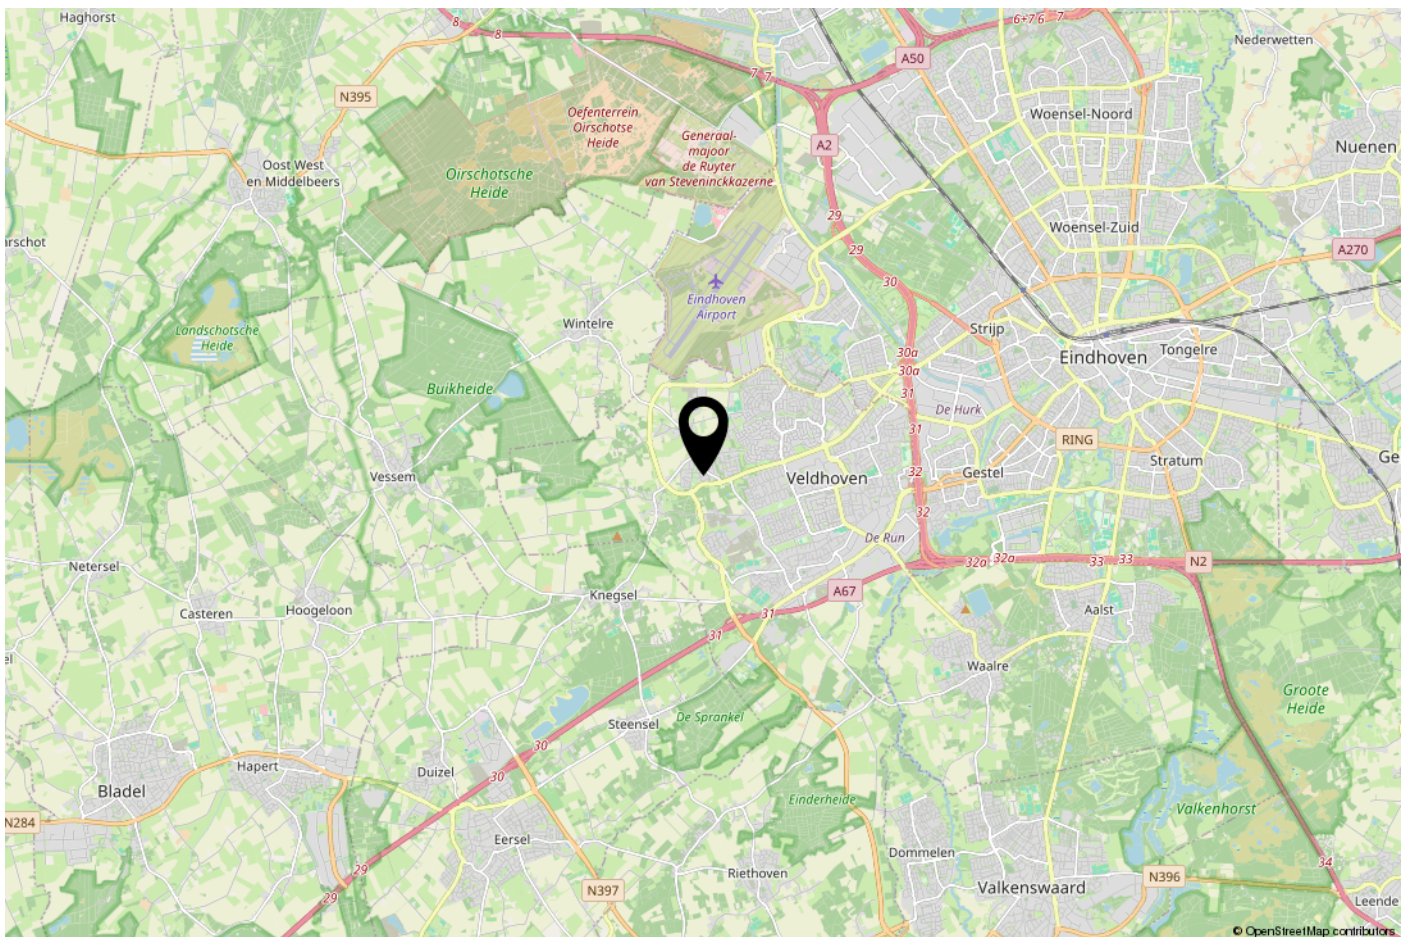 Haghorst
8
8
6+7 6
7
Nederwetten
A50
7 7
N395
Oefenterrein
Oirschotse
Heide
Woensel-Noord
Generaal-
majoor
de Ruyter
van Steveninckkazerne
A2
Nuenen
Oost West
en Middelbeers
Oirschotsche
Heide
29
Woensel-Zuid
rschot
29
A270
30
Eindhoven
Airport
Landschotsche
Heide
Wintelre
Strijp
30a
Eindhoven
Tongelre
30a
Buikheide
31
De Hurk
31
RING
Ge
Stratum
32
Gestel
Vessem
Veldhoven
32
De Run
32a
32a
33
33
N2
Netersel
A67
Knegsel
Casteren
Hoogeloon
31
Aalst
31
el
Waalre
Groote
Heide
De Sprankel
Steensel
30
Hapert
Duizel
30
Bladel
Einderheide
Valkenhorst
N284
Eersel
Dommelen
34
29
Riethoven
N396
N397
Valkenswaard
29
Leende
© OpenStreetMap contributors